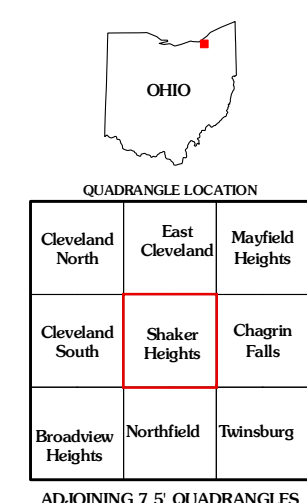 OHIO
QUADRANGLE LOCATION
Cleveland
North
East
Cleveland
Mayfield
Heights
Cleveland
South
Shaker
Heights
Chagrin
Falls
Broadview
Heights
Northfield
Twinsburg
ADJOINING 7.5' QUADRANGLES